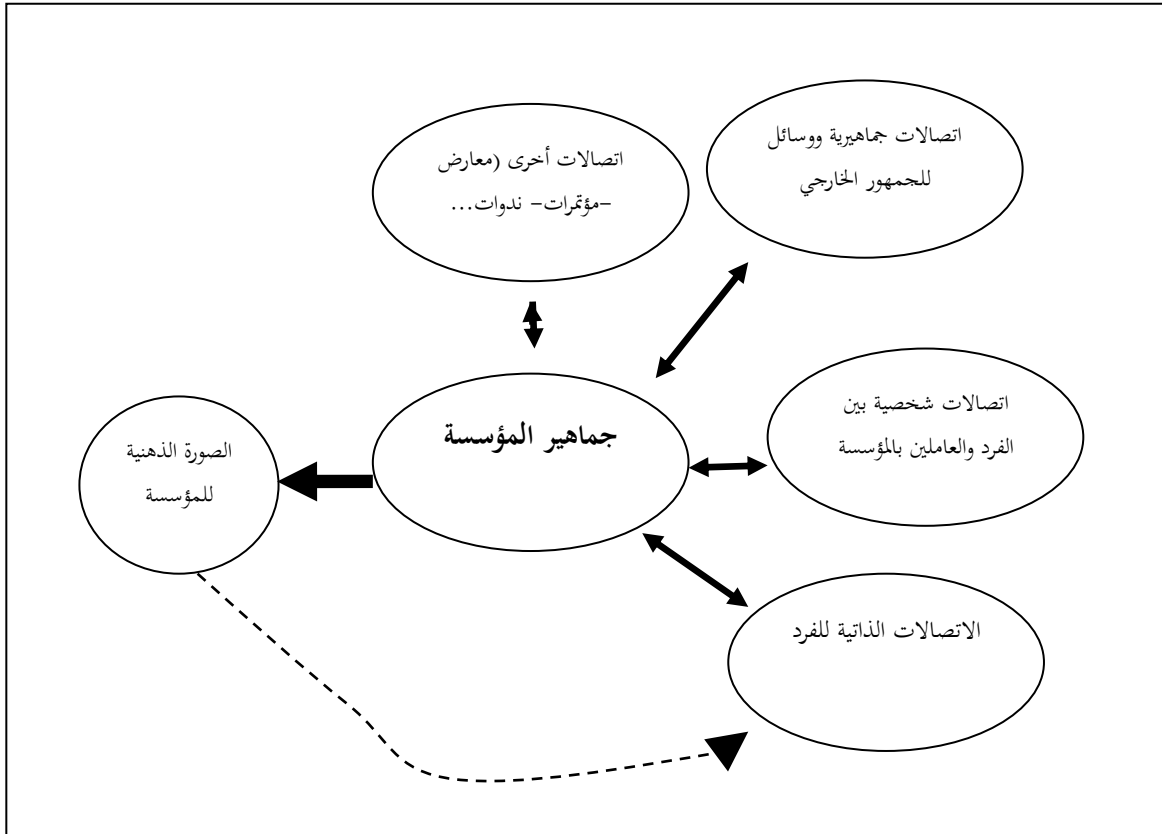 اتصالات جماهيرية ووسائل
للجمهور الخارجي
اتصالات أخرى (معارض
-مؤتمرات- ندوات...
اتصالات شخصية بين
الفرد والعاملين بالمؤسسة
جماهير المؤسسة
الصورة الذهنية
للمؤسسة
الاتصالات الذاتية للفرد